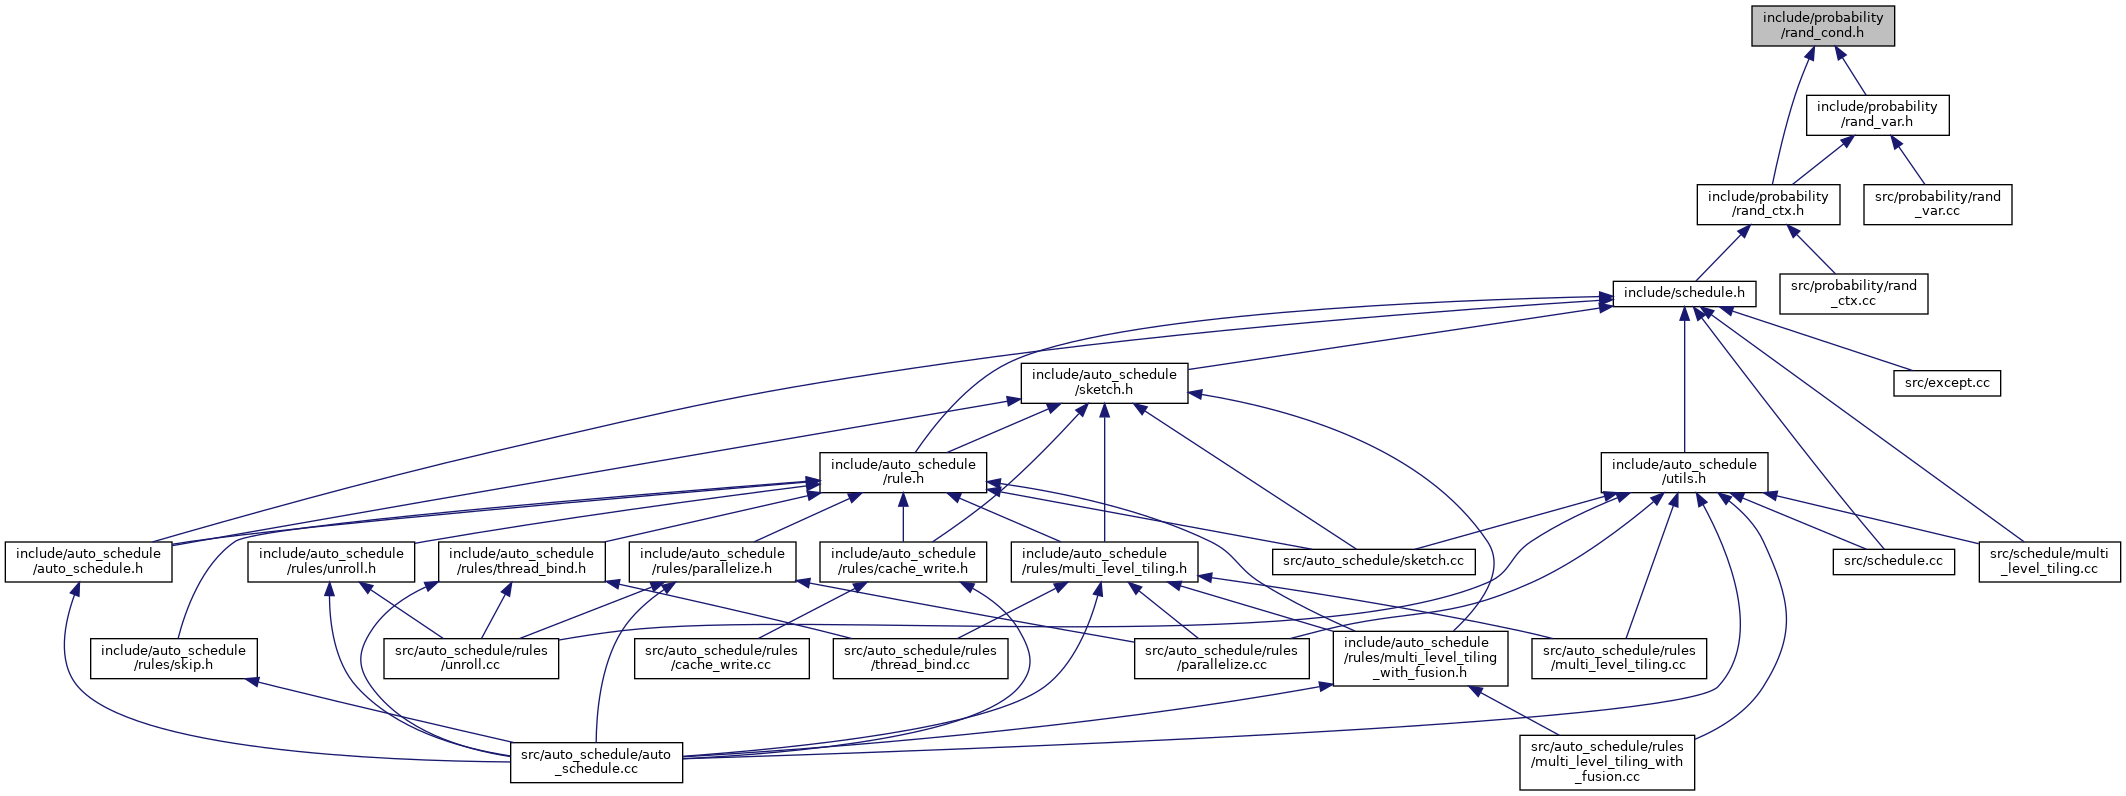 include/probability
/rand_cond.h
include/probability
/rand_var.h
include/probability
/rand_ctx.h
src/probability/rand
_var.cc
include/schedule.h
src/probability/rand
_ctx.cc
include/auto_schedule
/sketch.h
src/except.cc
include/auto_schedule
/rule.h
include/auto_schedule
/utils.h
include/auto_schedule
/auto_schedule.h
include/auto_schedule
/rules/unroll.h
include/auto_schedule
/rules/thread_bind.h
include/auto_schedule
/rules/parallelize.h
include/auto_schedule
/rules/cache_write.h
include/auto_schedule
/rules/multi_level_tiling.h
src/auto_schedule/sketch.cc
src/schedule.cc
src/schedule/multi
_level_tiling.cc
include/auto_schedule
/rules/skip.h
src/auto_schedule/rules
/unroll.cc
src/auto_schedule/rules
/cache_write.cc
src/auto_schedule/rules
/thread_bind.cc
src/auto_schedule/rules
/parallelize.cc
include/auto_schedule
/rules/multi_level_tiling
_with_fusion.h
src/auto_schedule/rules
/multi_level_tiling.cc
src/auto_schedule/auto
_schedule.cc
src/auto_schedule/rules
/multi_level_tiling_with
_fusion.cc